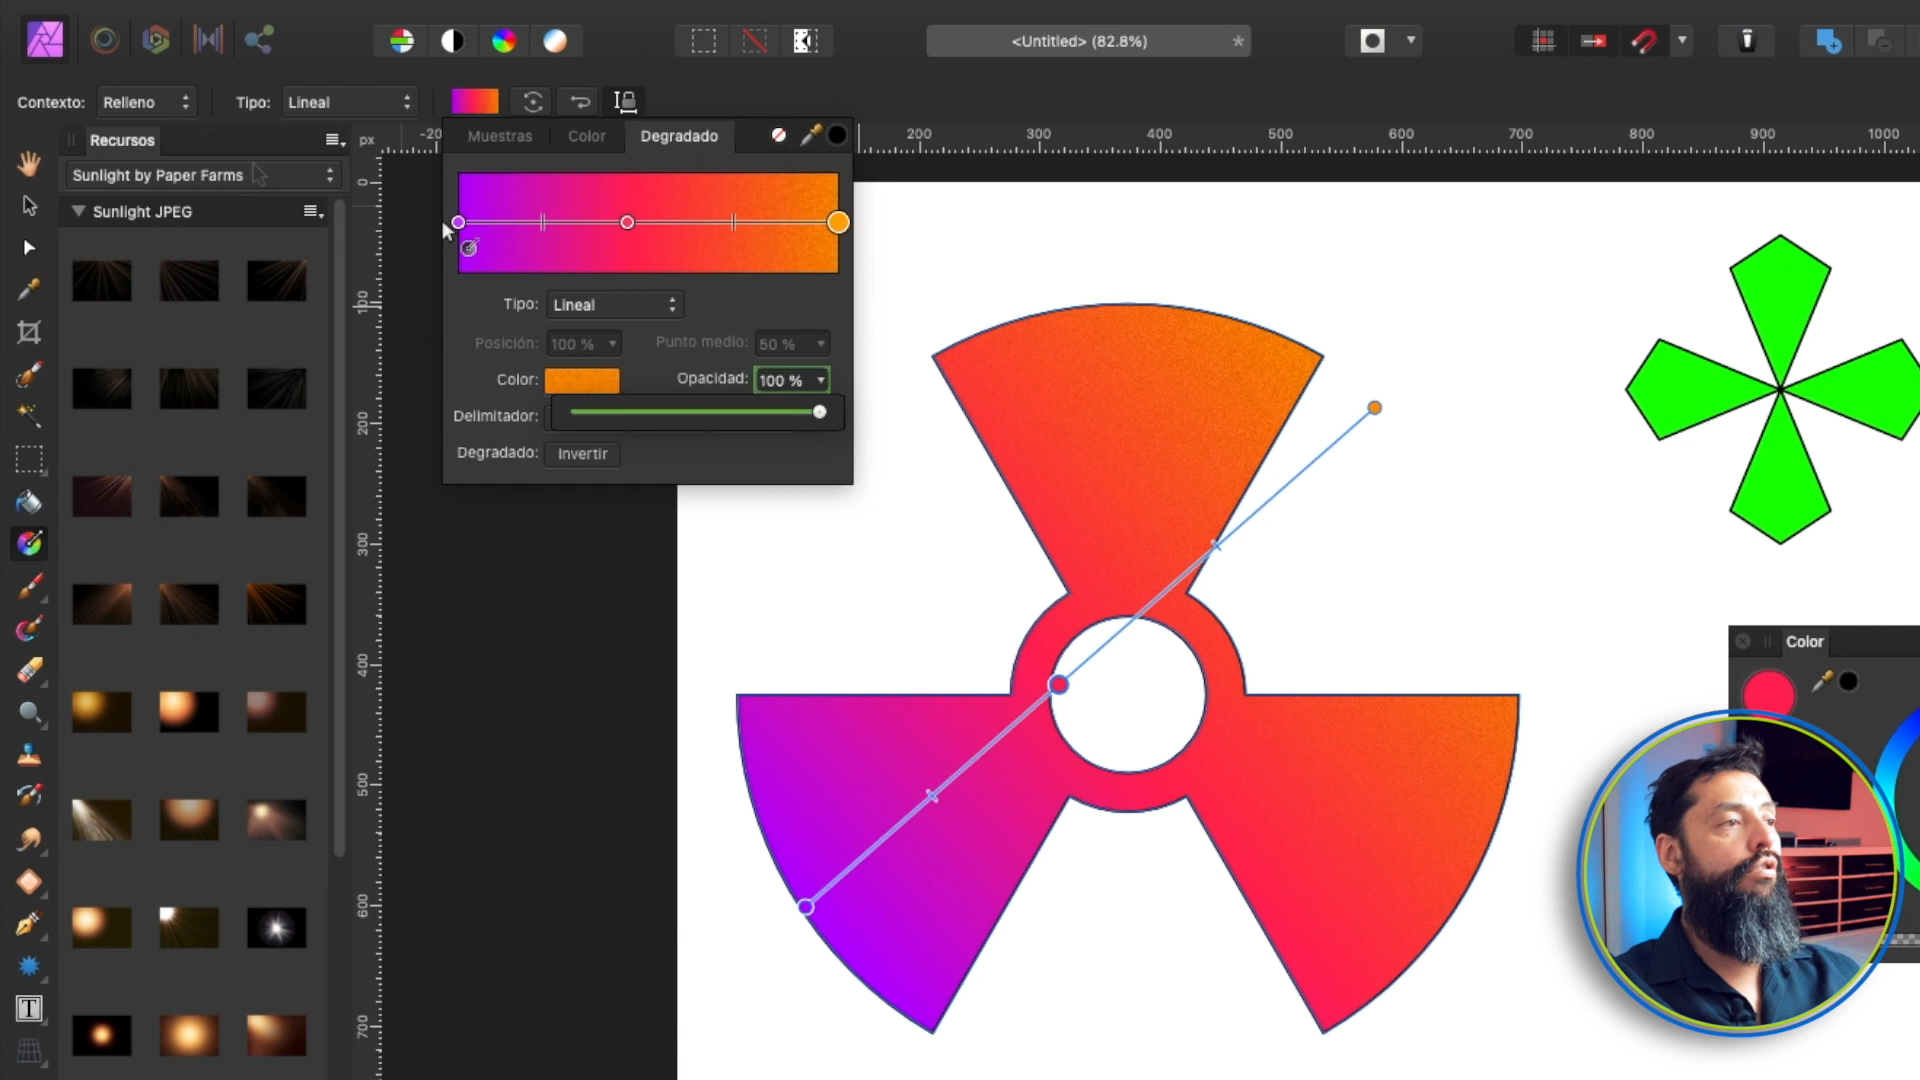 <Untitled> (82.8%)
*
Contexto: Relleno
Tipo: Lineal
Recursos
Sunlight by Paper Farms
Sunlight JPEG
Muestras Color Degradado
Tipo: Lineal
Posición: 100 % Punto medio: 50 %
Color: Opacidad: 100 %
Delimitador:
Degradado: Invertir
px -20 200 300 400 500 600 700 800 900 1000
0
100
200
300
400
500
600
700
T
Color